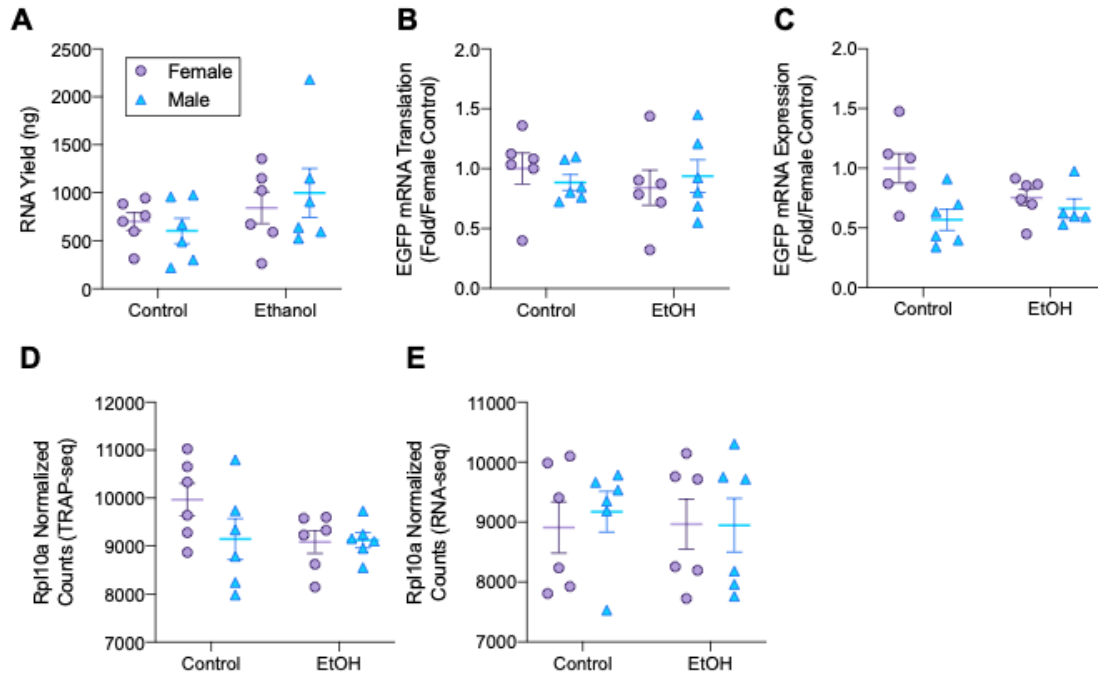 A
RNA Yield (ng)
2500
2000
1500
1000
500
0
Female
Male
Control
Ethanol
B
EGFP mRNA Translation
(Fold/Female Control)
2.0
1.5
1.0
0.5
0.0
Control
EtOH
C
EGFP mRNA Expression
(Fold/Female Control)
2.0
1.5
1.0
0.5
0.0
Control
EtOH
D
Rpl10a Normalized
Counts (TRAP-seq)
12000
11000
10000
9000
8000
7000
Control
EtOH
E
Rpl10a Normalized
Counts (RNA-seq)
11000
10000
9000
8000
7000
Control
EtOH